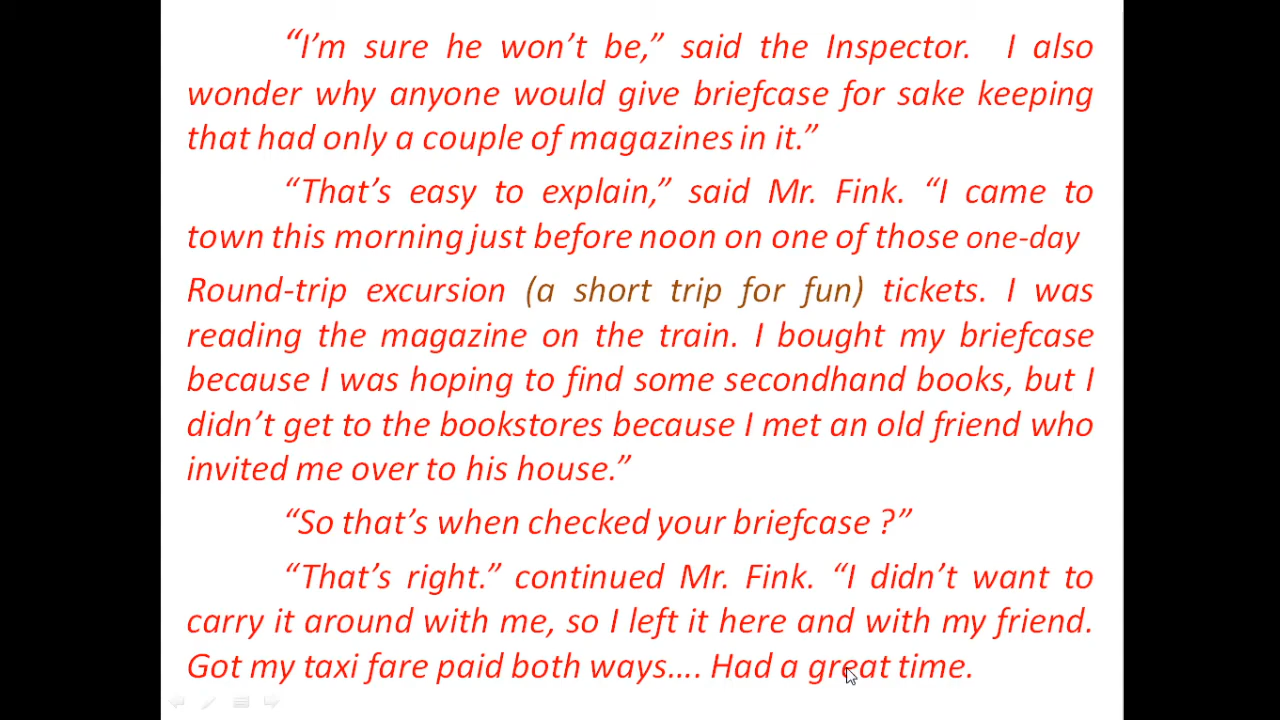 “I’m sure he won’t be,” said the Inspector. I also
wonder why anyone would give briefcase for sake keeping
that had only a couple of magazines in it.”
“That’s easy to explain,” said Mr. Fink. “I came to
town this morning just before noon on one of those one-day
Round-trip excursion (a short trip for fun) tickets. I was
reading the magazine on the train. I bought my briefcase
because I was hoping to find some secondhand books, but I
didn’t get to the bookstores because I met an old friend who
invited me over to his house.”
“So that’s when checked your briefcase ?”
“That’s right.” continued Mr. Fink. “I didn’t want to
carry it around with me, so I left it here and with my friend.
Got my taxi fare paid both ways…. Had a great time.